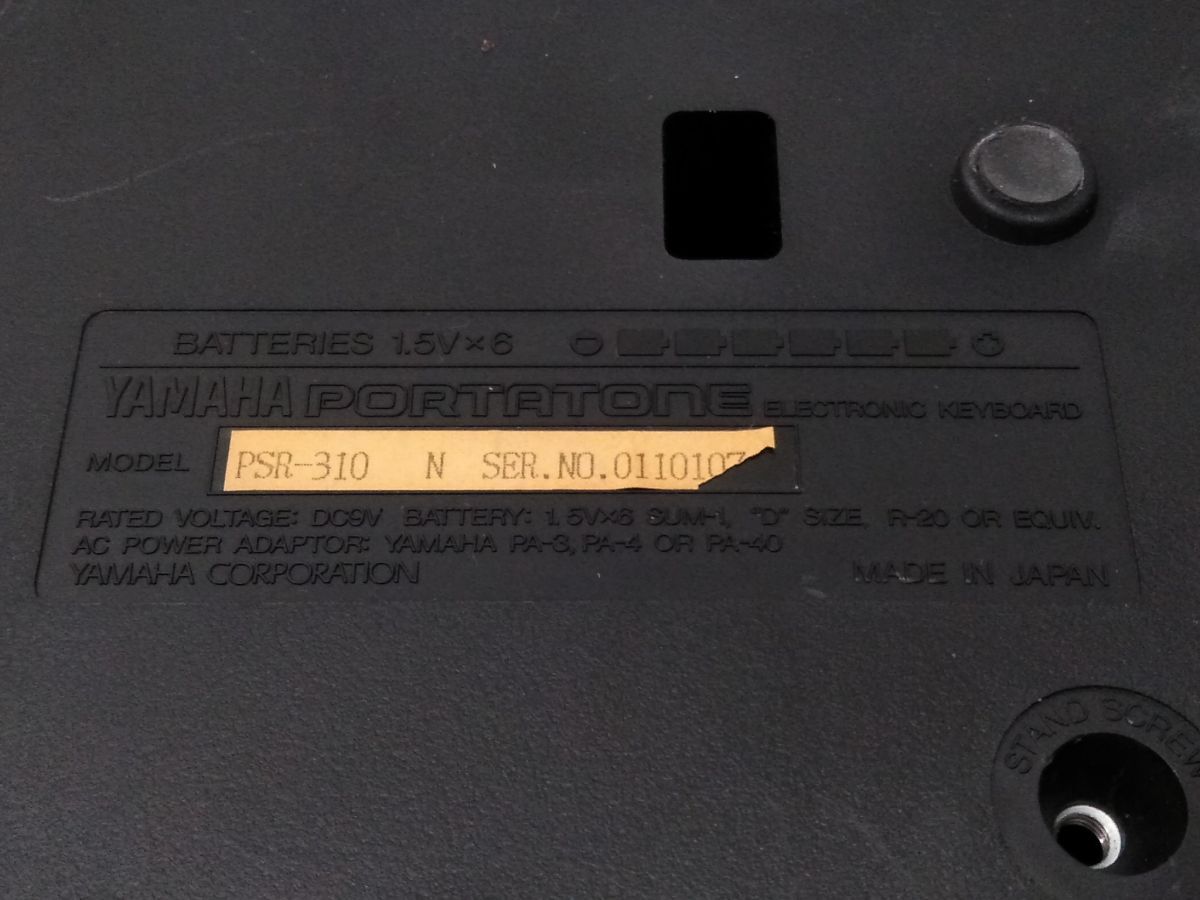 BATTERIES 1.5V×6
YAMAHA PORTATONE ELECTRONIC KEYBOARD
MODEL PSR-310 N SER.NO.011010
RATED VOLTAGE: DC9V BATTERY: 1.5V×6 SUM-1, "D" SIZE, R-20 OR EQUIV.
AC POWER ADAPTOR: YAMAHA PA-3, PA-4 OR PA-40
YAMAHA CORPORATION MADE IN JAPAN
STAND SCREW